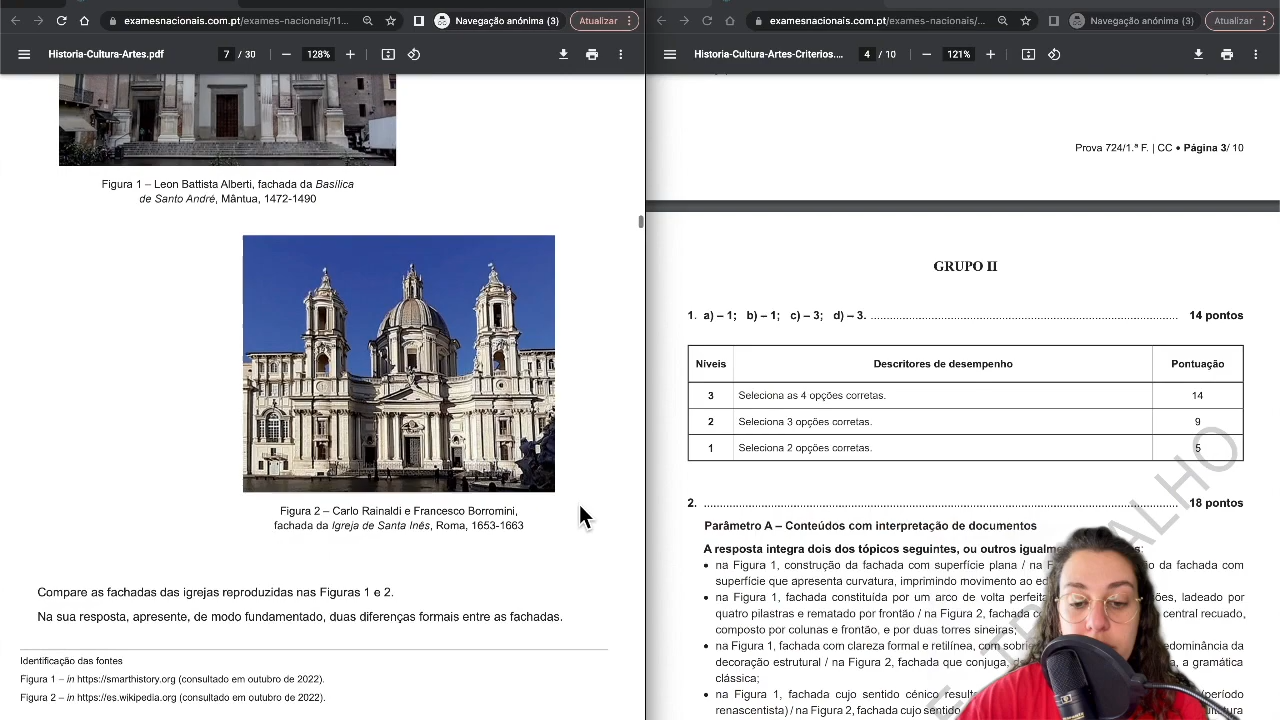 examesnacionais.com.pt/exames-nacionais/11...
Navegação anónima (3)
Atualizar
Historia-Cultura-Artes.pdf
7 / 30
128%
Figura 1 – Leon Battista Alberti, fachada da Basílica
de Santo André, Mântua, 1472-1490
Figura 2 – Carlo Rainaldi e Francesco Borromini,
fachada da Igreja de Santa Inês, Roma, 1653-1663
Compare as fachadas das igrejas reproduzidas nas Figuras 1 e 2.
Na sua resposta, apresente, de modo fundamentado, duas diferenças formais entre as fachadas.
Identificação das fontes
Figura 1 – in https://smarthistory.org (consultado em outubro de 2022).
Figura 2 – in https://es.wikipedia.org (consultado em outubro de 2022).
examesnacionais.com.pt/exames-nacionais/...
Navegação anónima (3)
Atualizar
Historia-Cultura-Artes-Criterios....
4 / 10
121%
Prova 724/1.ª F. | CC • Página 3/ 10
GRUPO II
1. a) – 1; b) – 1; c) – 3; d) – 3. 14 pontos
Níveis Descritores de desempenho Pontuação
3 Seleciona as 4 opções corretas. 14
2 Seleciona 3 opções corretas. 9
1 Seleciona 2 opções corretas. 5
2. 18 pontos
Parâmetro A – Conteúdos com interpretação de documentos
A resposta integra dois dos tópicos seguintes, ou outros
• na Figura 1, construção da fachada com superfície plana / na da fachada com
superfície que apresenta curvatura, imprimindo movimento ao
• na Figura 1, fachada constituída por um arco de volta ladeado por
quatro pilastras e rematado por frontão / na Figura 2, fachada central recuado,
composto por colunas e frontão, e por duas torres sineiras;
• na Figura 1, fachada com clareza formal e retilínea, com da
decoração estrutural / na Figura 2, fachada que conjuga, a gramática
clássica;
• na Figura 1, fachada cujo sentido cénico
renascentista) / na Figura 2, fachada cujo sentido
TRABALHO